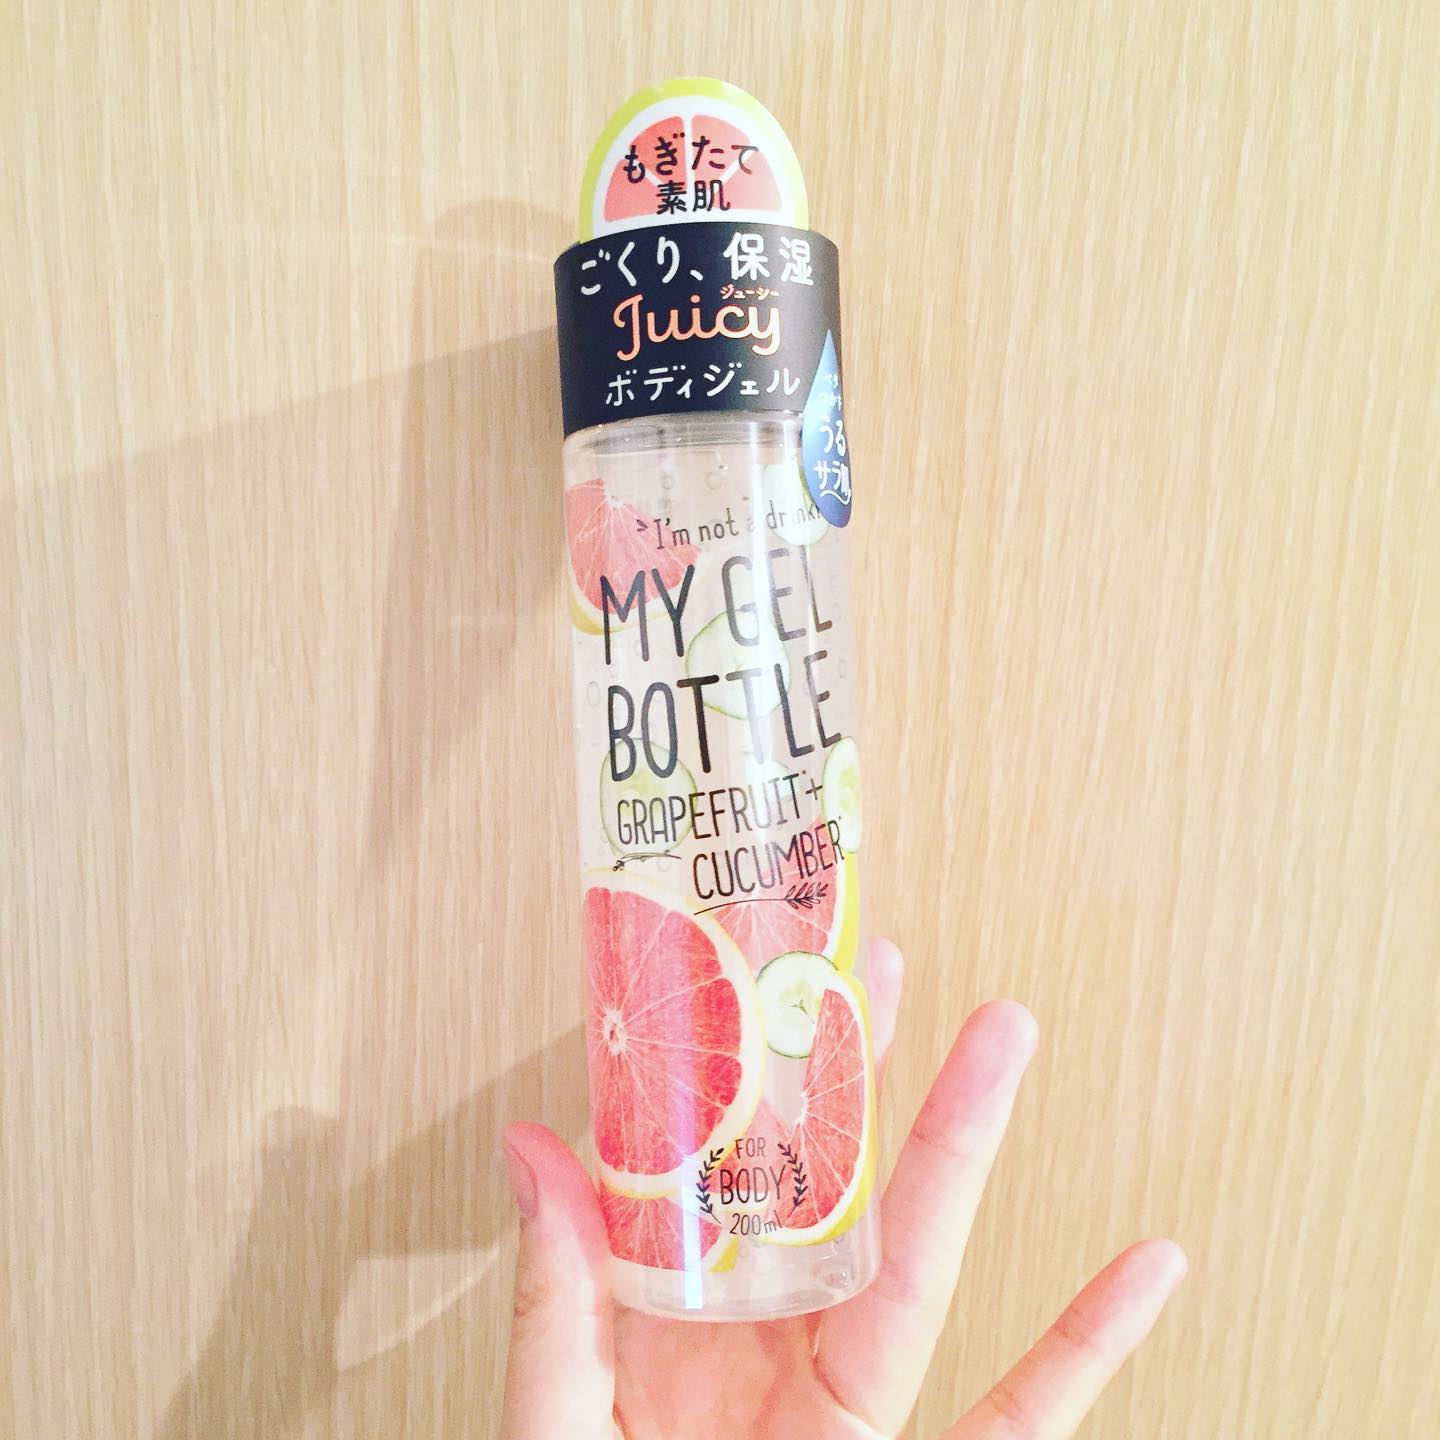 もぎたて
素肌
ごくり、保湿
ジューシー
Juicy
ボディジェル
うる
サラ肌
I'm not a drink!
MY GEL
BOTTLE
GRAPEFRUIT*+
CUCUMBER*
FOR
BODY
200ml